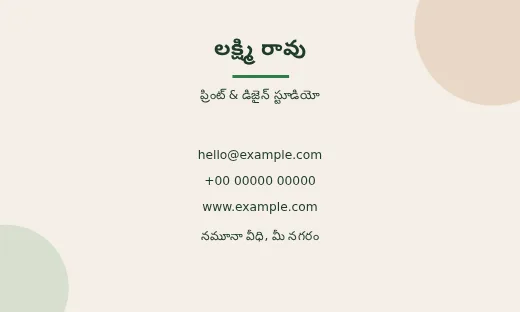 లక్ష్మి రావు
ప్రింట్ & డిజైన్ స్టూడియో
hello@example.com
+00 00000 00000
www.example.com
నమూనా వీధి, మీ నగరం